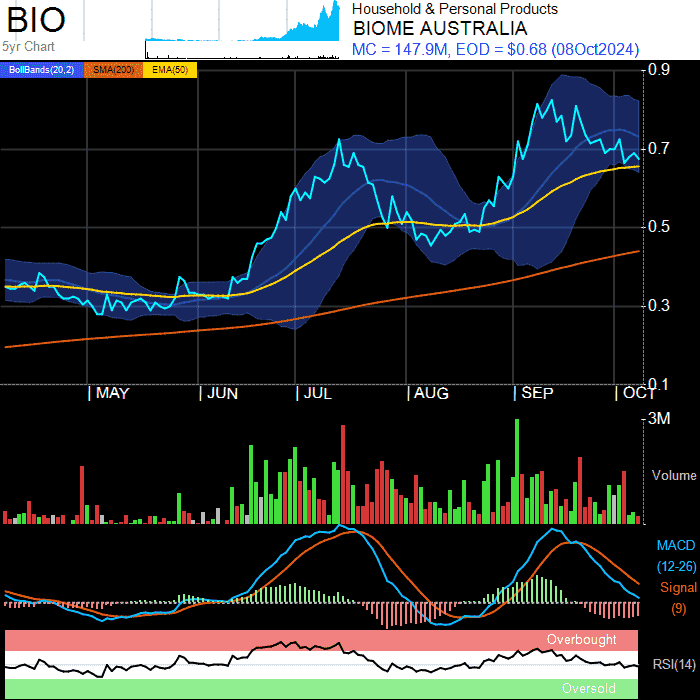 BIO
5yr Chart
Household & Personal Products
BIOME AUSTRALIA
MC = 147.9M, EOD = $0.68 (08Oct2024)
BollBands(20,2) SMA(200) EMA(50)
0.9
0.7
0.5
0.3
0.1
| MAY | JUN | JUL | AUG | SEP | OCT
3M
Volume
MACD
(12-26)
Signal
(9)
Overbought
RSI(14)
Oversold